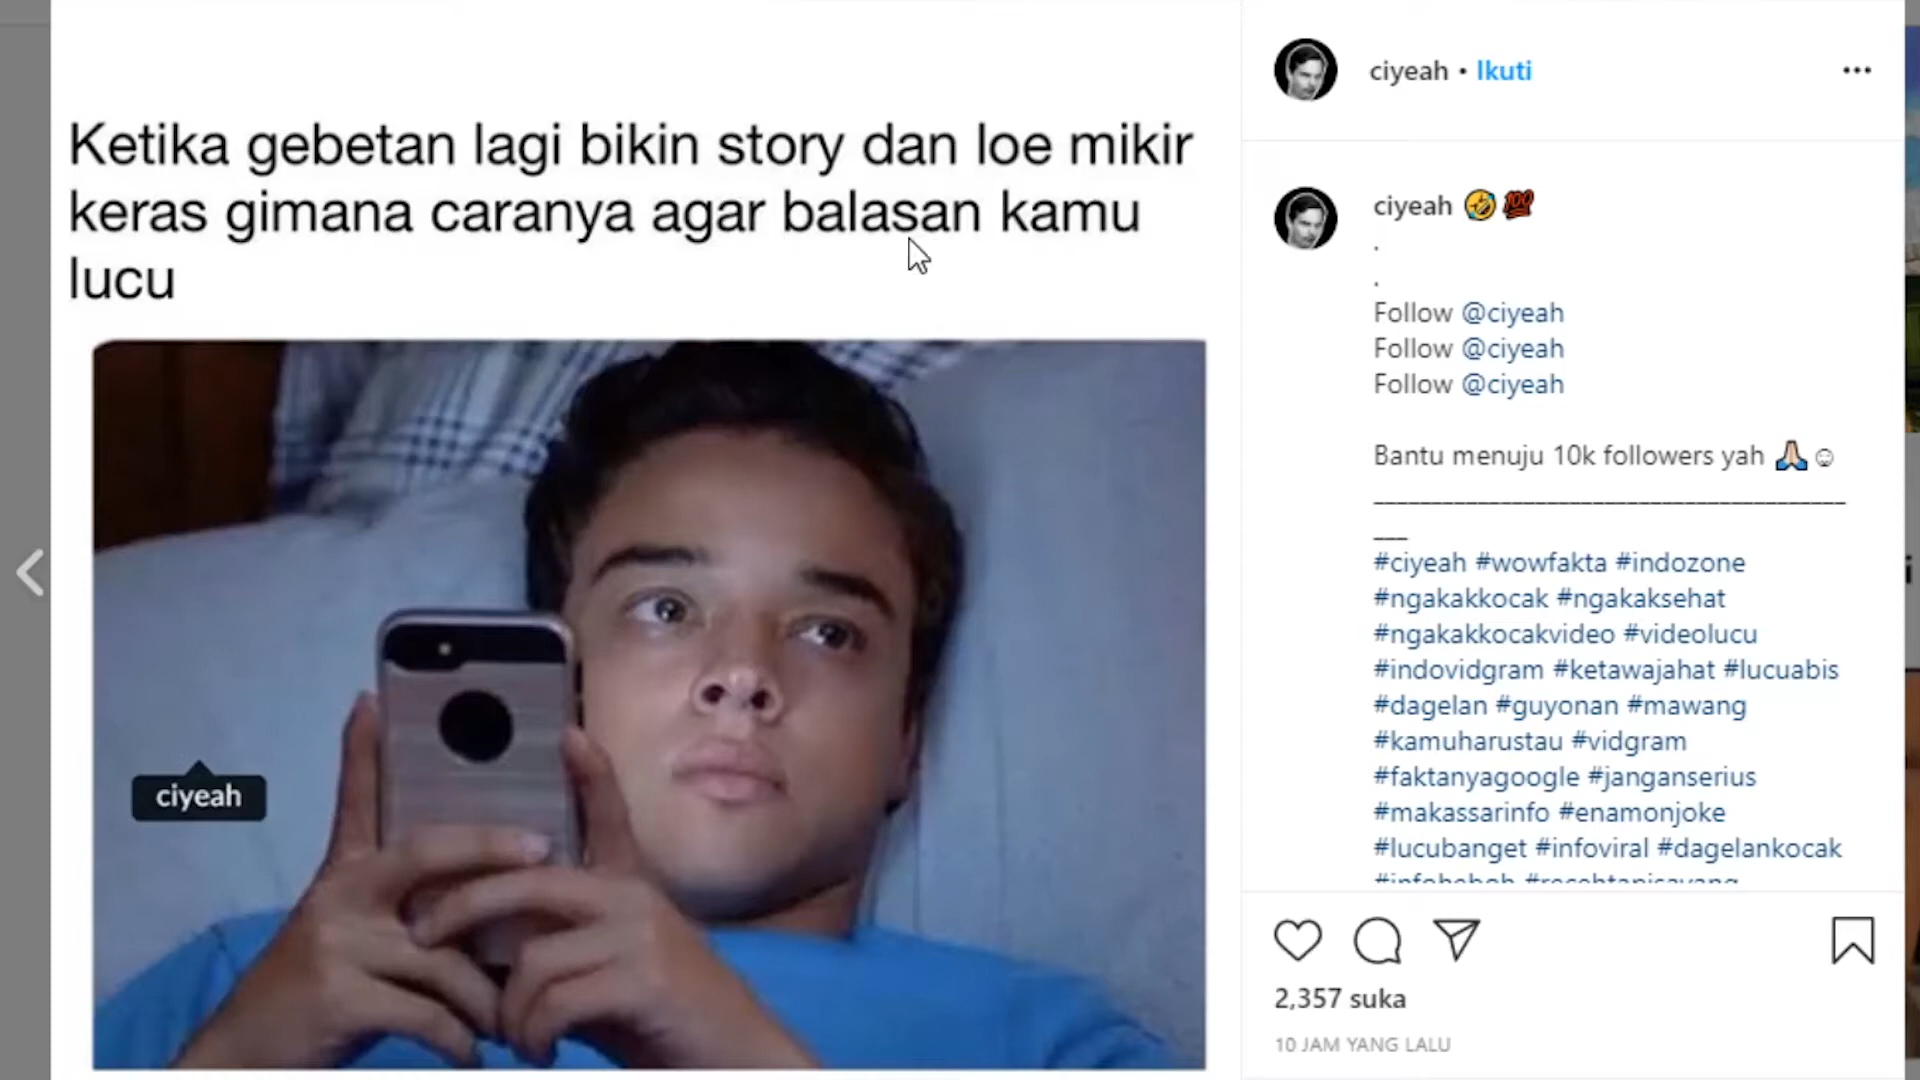 Ketika gebetan lagi bikin story dan loe mikir
keras gimana caranya agar balasan kamu
lucu
ciyeah
ciyeah • Ikuti
ciyeah 🤣💯
.
.
Follow @ciyeah
Follow @ciyeah
Follow @ciyeah
Bantu menuju 10k followers yah 🙏☺
#ciyeah #wowfakta #indozone
#ngakakkocak #ngakaksehat
#ngakakkocakvideo #videolucu
#indovidgram #ketawajahat #lucuabis
#dagelan #guyonan #mawang
#kamuharustau #vidgram
#faktanyagoogle #janganserius
#makassarinfo #enamonjoke
#lucubanget #infoviral #dagelankocak
2,357 suka
10 JAM YANG LALU